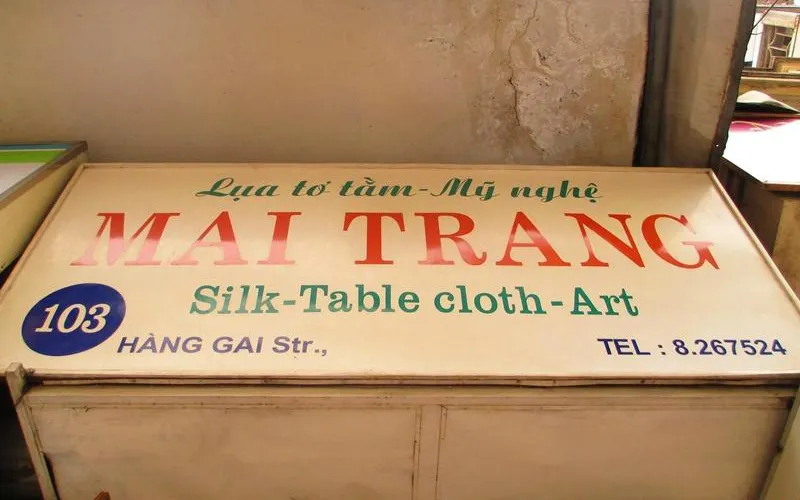 Lụa tơ tằm-Mỹ nghệ
MAI TRANG
Silk-Table cloth-Art
103 HÀNG GAI Str., TEL : 8.267524